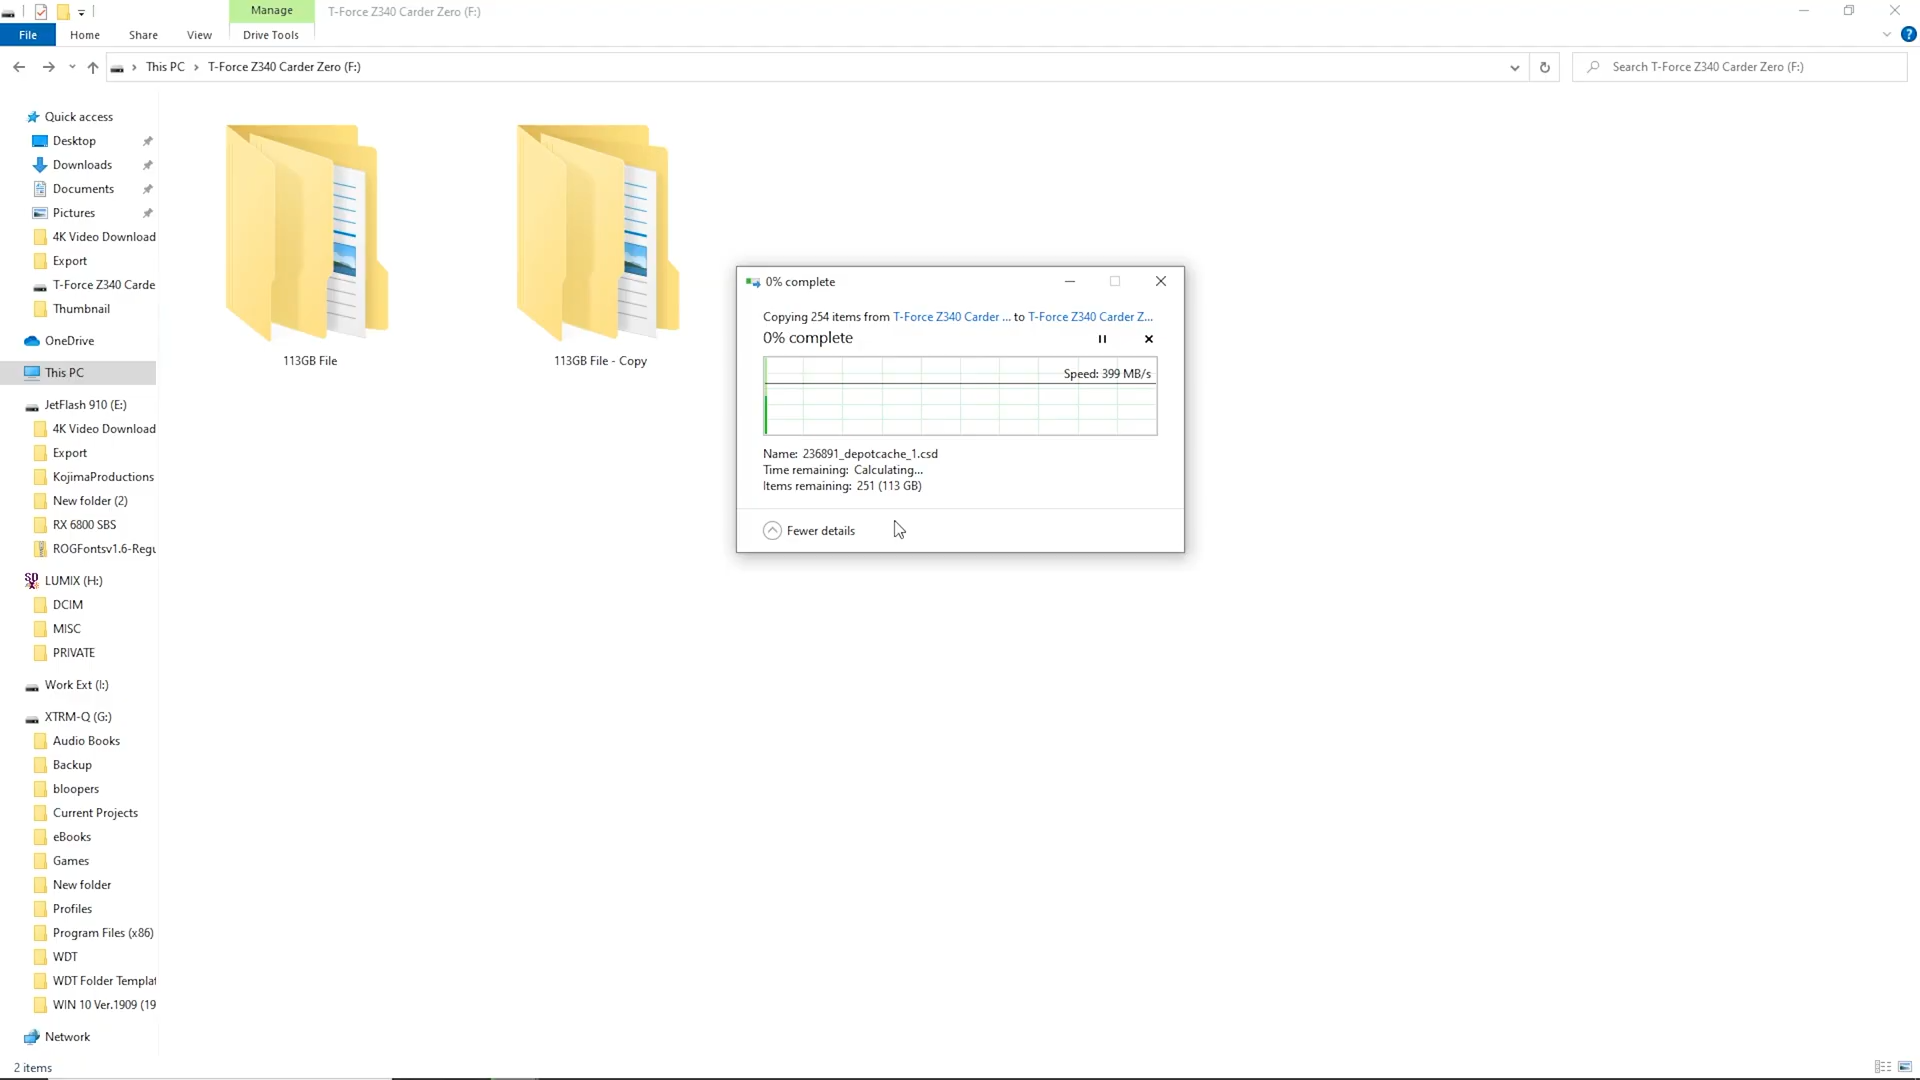 Manage
T-Force Z340 Carder Zero (F:)
File
Home
Share
View
Drive Tools
This PC
T-Force Z340 Carder Zero (F:)
Search T-Force Z340 Carder Zero (F:)
Quick access
Desktop
Downloads
Documents
Pictures
4K Video Download
Export
T-Force Z340 Carde
Thumbnail
OneDrive
This PC
JetFlash 910 (E:)
4K Video Download
Export
KojimaProductions
New folder (2)
RX 6800 SBS
ROGFontsv1.6-Regu
LUMIX (H:)
DCIM
MISC
PRIVATE
Work Ext (I:)
XTRM-Q (G:)
Audio Books
Backup
bloopers
Current Projects
eBooks
Games
New folder
Profiles
Program Files (x86)
WDT
WDT Folder Templat
WIN 10 Ver.1909 (19
Network
2 items
113GB File
113GB File - Copy
0% complete
Copying 254 items from T-Force Z340 Carder ... to T-Force Z340 Carder Z...
0% complete
Speed: 399 MB/s
Name: 236891_depotcache_1.csd
Time remaining: Calculating...
Items remaining: 251 (113 GB)
Fewer details